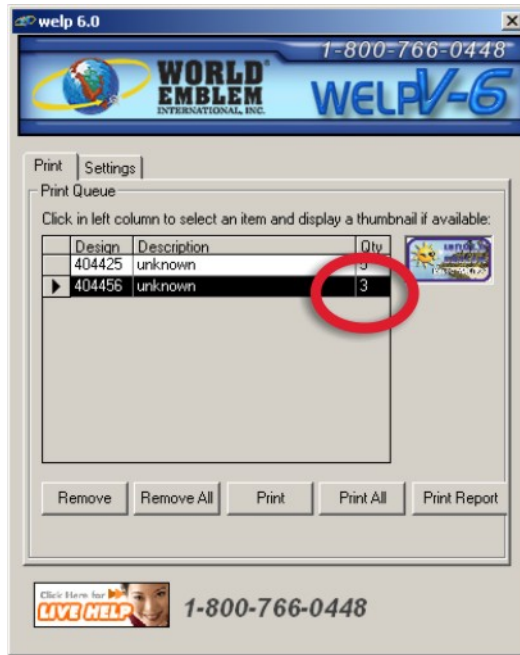 welp 6.0
1-800-766-0448
WORLD
EMBLEM
INTERNATIONAL, INC.
WELP V-6
Print Settings
Print Queue
Click in left column to select an item and display a thumbnail if available:
Design Description Qty
404425 unknown
404456 unknown 3
Remove Remove All Print Print All Print Report
Click Here for
LIVE HELP
1-800-766-0448